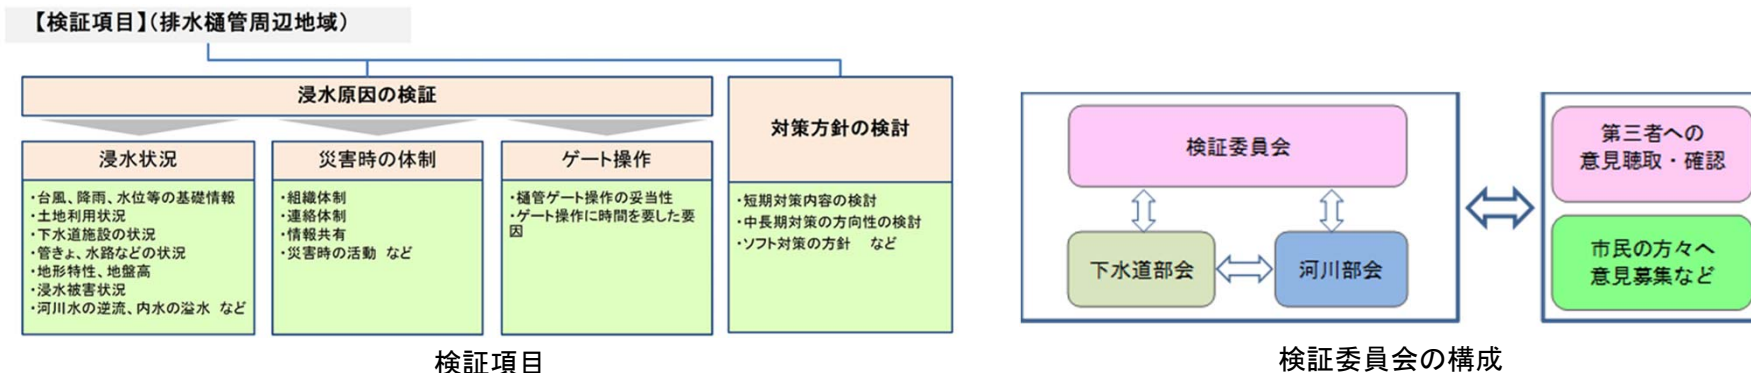 【検証項目】(排水樋管周辺地域)
浸水原因の検証
対策方針の検討
浸水状況
・台風、降雨、水位等の基礎情報
・土地利用状況
・下水道施設の状況
・管きょ、水路などの状況
・地形特性、地盤高
・浸水被害状況
・河川水の逆流、内水の溢水 など
災害時の体制
・組織体制
・連絡体制
・情報共有
・災害時の活動 など
ゲート操作
・樋管ゲート操作の妥当性
・ゲート操作に時間を要した要
因
・短期対策内容の検討
・中長期対策の方向性の検討
・ソフト対策の方針 など
検証項目
検証委員会
下水道部会
河川部会
第三者への
意見聴取・確認
市民の方々へ
意見募集など
検証委員会の構成